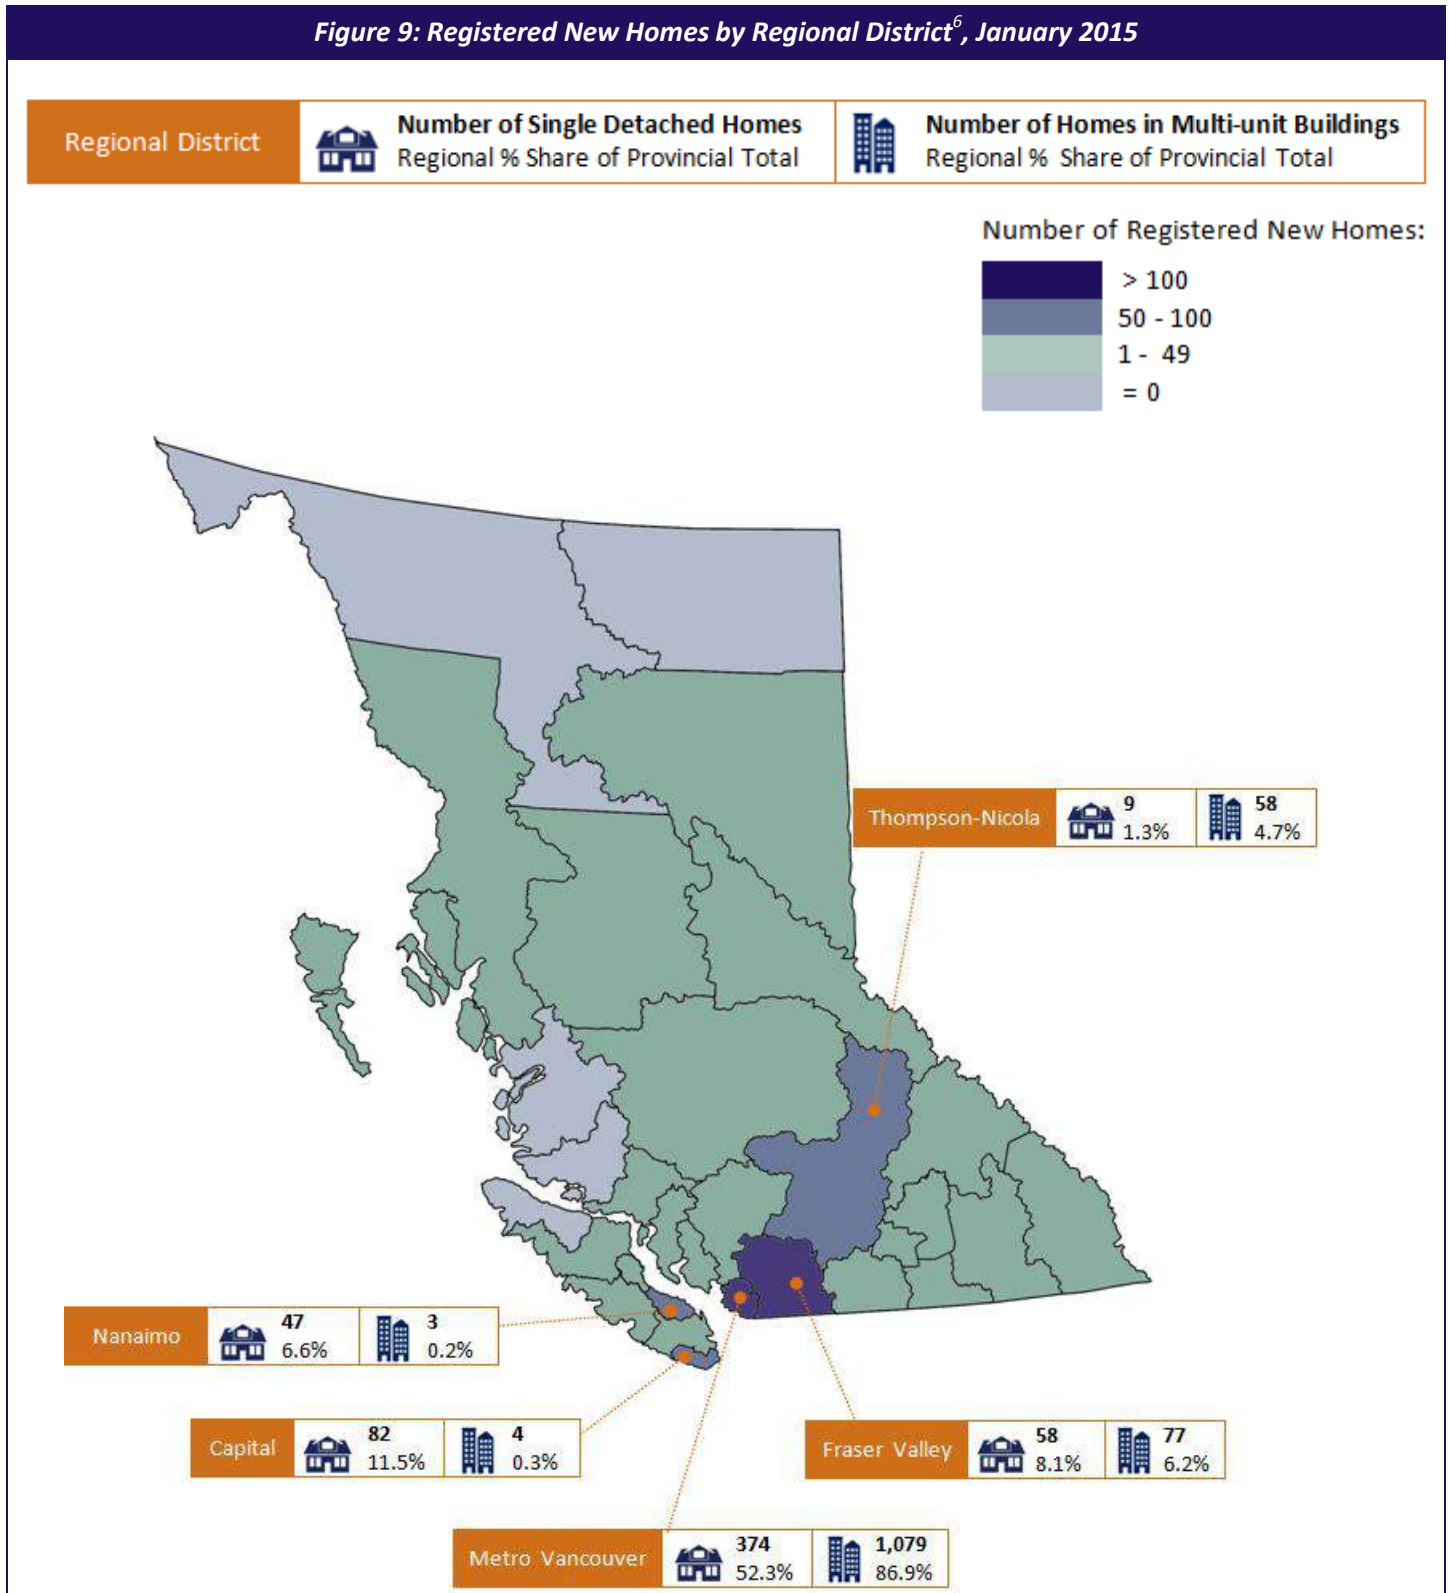 Figure 9: Registered New Homes by Regional District6, January 2015
Regional District
Number of Single Detached Homes
Regional % Share of Provincial Total
Number of Homes in Multi-unit Buildings
Regional % Share of Provincial Total
Number of Registered New Homes:
> 100
50 - 100
1 - 49
= 0
Thompson-Nicola
9
1.3%
58
4.7%
Nanaimo
47
6.6%
3
0.2%
Capital
82
11.5%
4
0.3%
Fraser Valley
58
8.1%
77
6.2%
Metro Vancouver
374
52.3%
1,079
86.9%